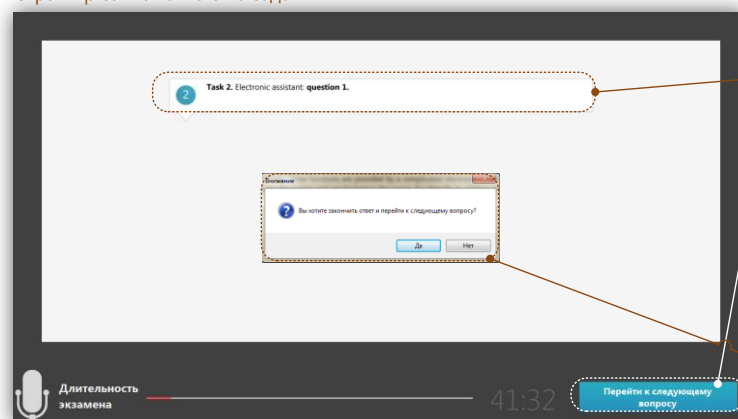 2
Task 2. Electronic assistant: question 1.
Внимание
Вы хотите закончить ответ и перейти к следующему вопросу?
Да
Нет
Длительность
экзамена
41:32
Перейти к следующему
вопросу